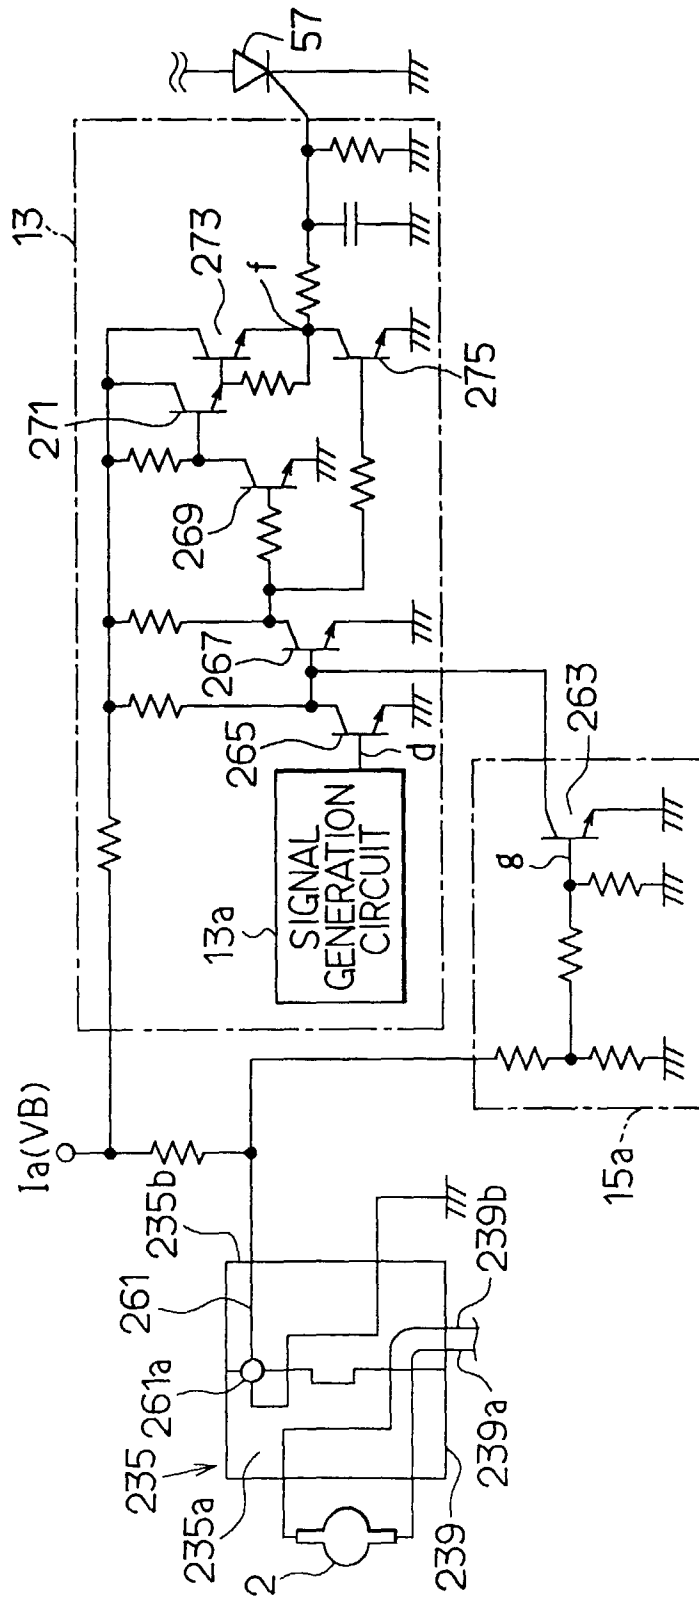 13
57
273
f
271
275
269
267
265
d
263
13a
SIGNAL
GENERATION
CIRCUIT
g
Ia(VB)
15a
235b
261
261a
239b
235
235a
239a
239
2